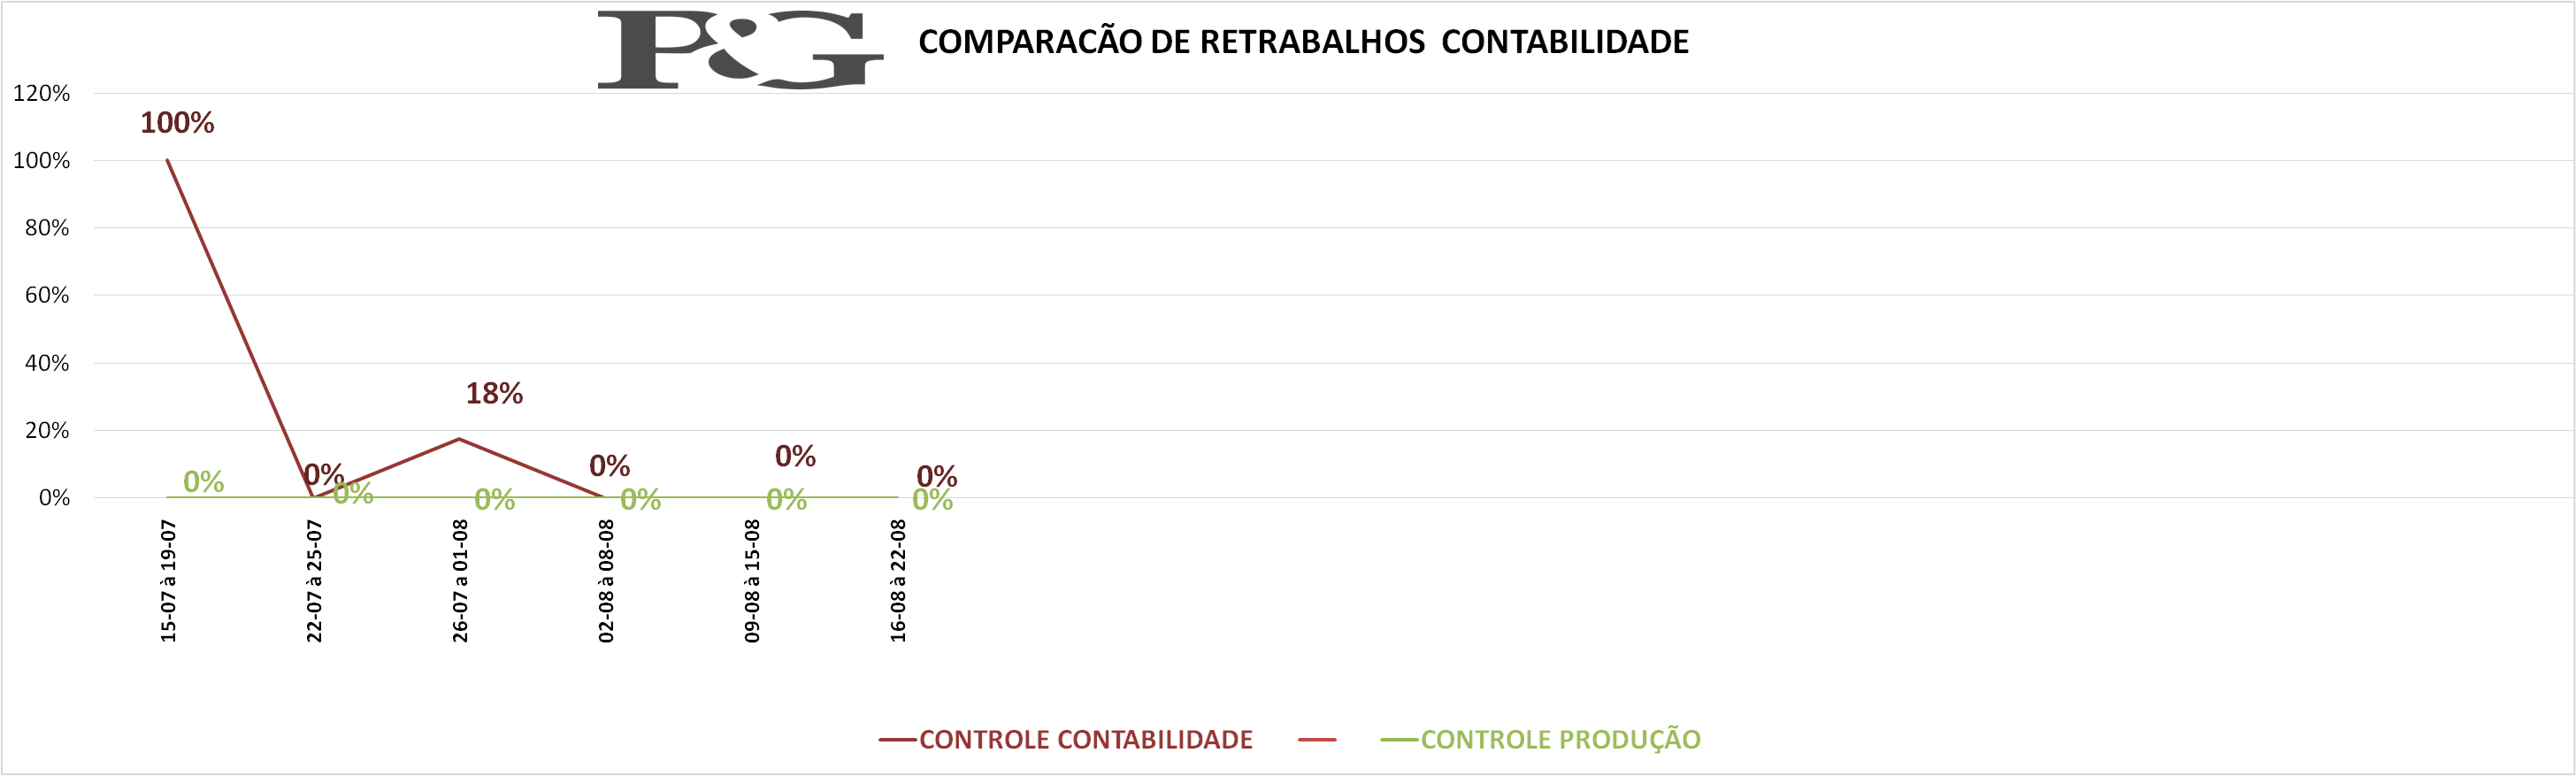 P&G
COMPARACÃO DE RETRABALHOS CONTABILIDADE
120%
100%
80%
60%
40%
20%
0%
100%
0%
18%
0%
0%
0%
0%
0%
0%
0%
0%
0%
15-07 à 19-07
22-07 à 25-07
26-07 a 01-08
02-08 à 08-08
09-08 à 15-08
16-08 à 22-08
CONTROLE CONTABILIDADE
CONTROLE PRODUÇÃO